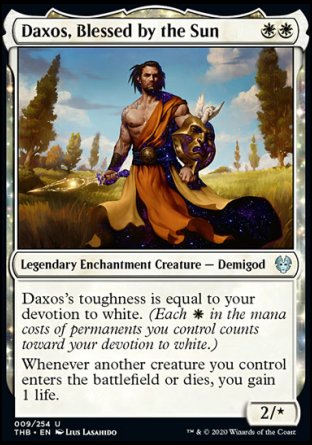 Daxos, Blessed by the Sun
Legendary Enchantment Creature — Demigod
Daxos's toughness is equal to your
devotion to white. (Each in the mana
costs of permanents you control counts
toward your devotion to white.)
Whenever another creature you control
enters the battlefield or dies, you gain
1 life.
2/*
009/254 U
THB • EN Lius Lasahido
™ & © 2020 Wizards of the Coast